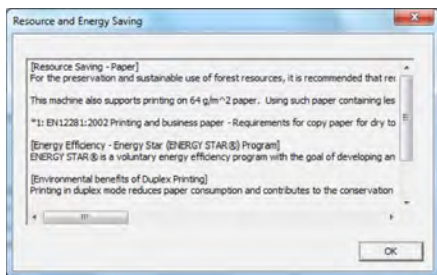 Resource and Energy Saving
[Resource Saving - Paper]
For the preservation and sustainable use of forest resources, it is recommended that re
This machine also supports printing on 64 g/m^2 paper. Using such paper containing les
*1: EN12281:2002 Printing and business paper - Requirements for copy paper for dry to
[Energy Efficiency - Energy Star (ENERGY STAR®) Program]
ENERGY STAR® is a voluntary energy efficiency program with the goal of developing an
[Environmental benefits of Duplex Printing]
Printing in duplex mode reduces paper consumption and contributes to the conservation
OK